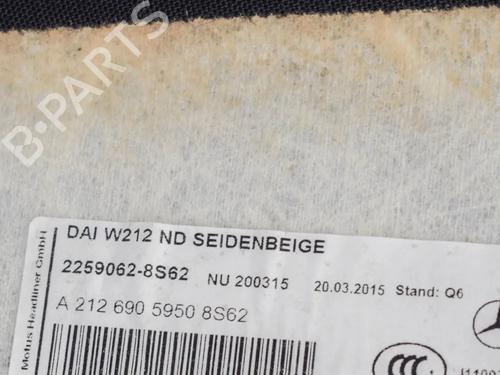 B-PARTS
DAI W212 ND SEIDENBEIGE
2259062-8S62 NU 200315 20.03.2015 Stand: Q6
A 212 690 5950 8S62
Motus Headliner GmbH